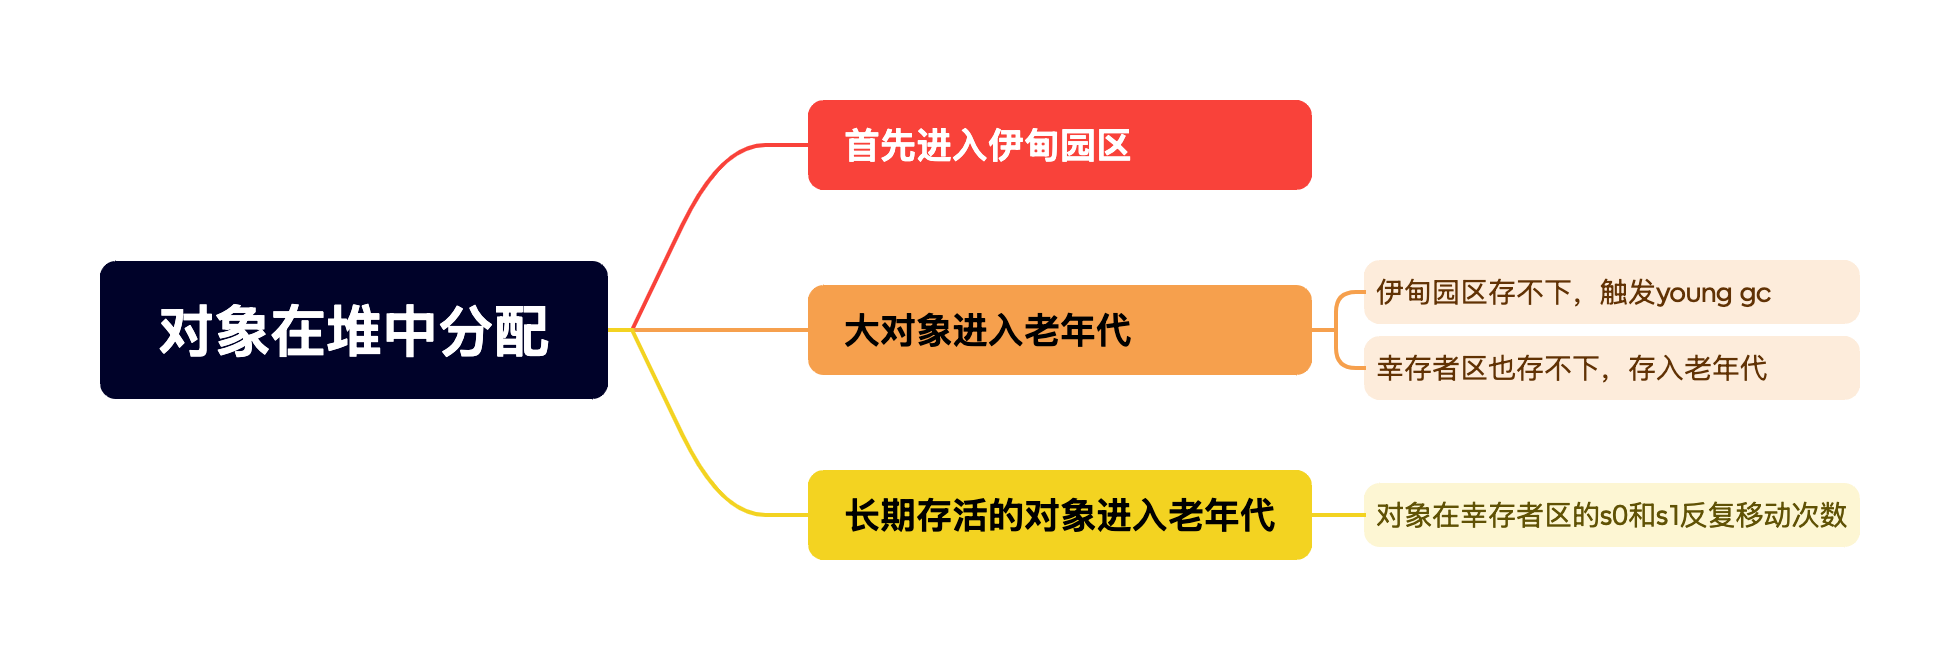 对象在堆中分配
首先进入伊甸园区
大对象进入老年代
伊甸园区存不下，触发young gc
幸存者区也存不下，存入老年代
长期存活的对象进入老年代
对象在幸存者区的s0和s1反复移动次数